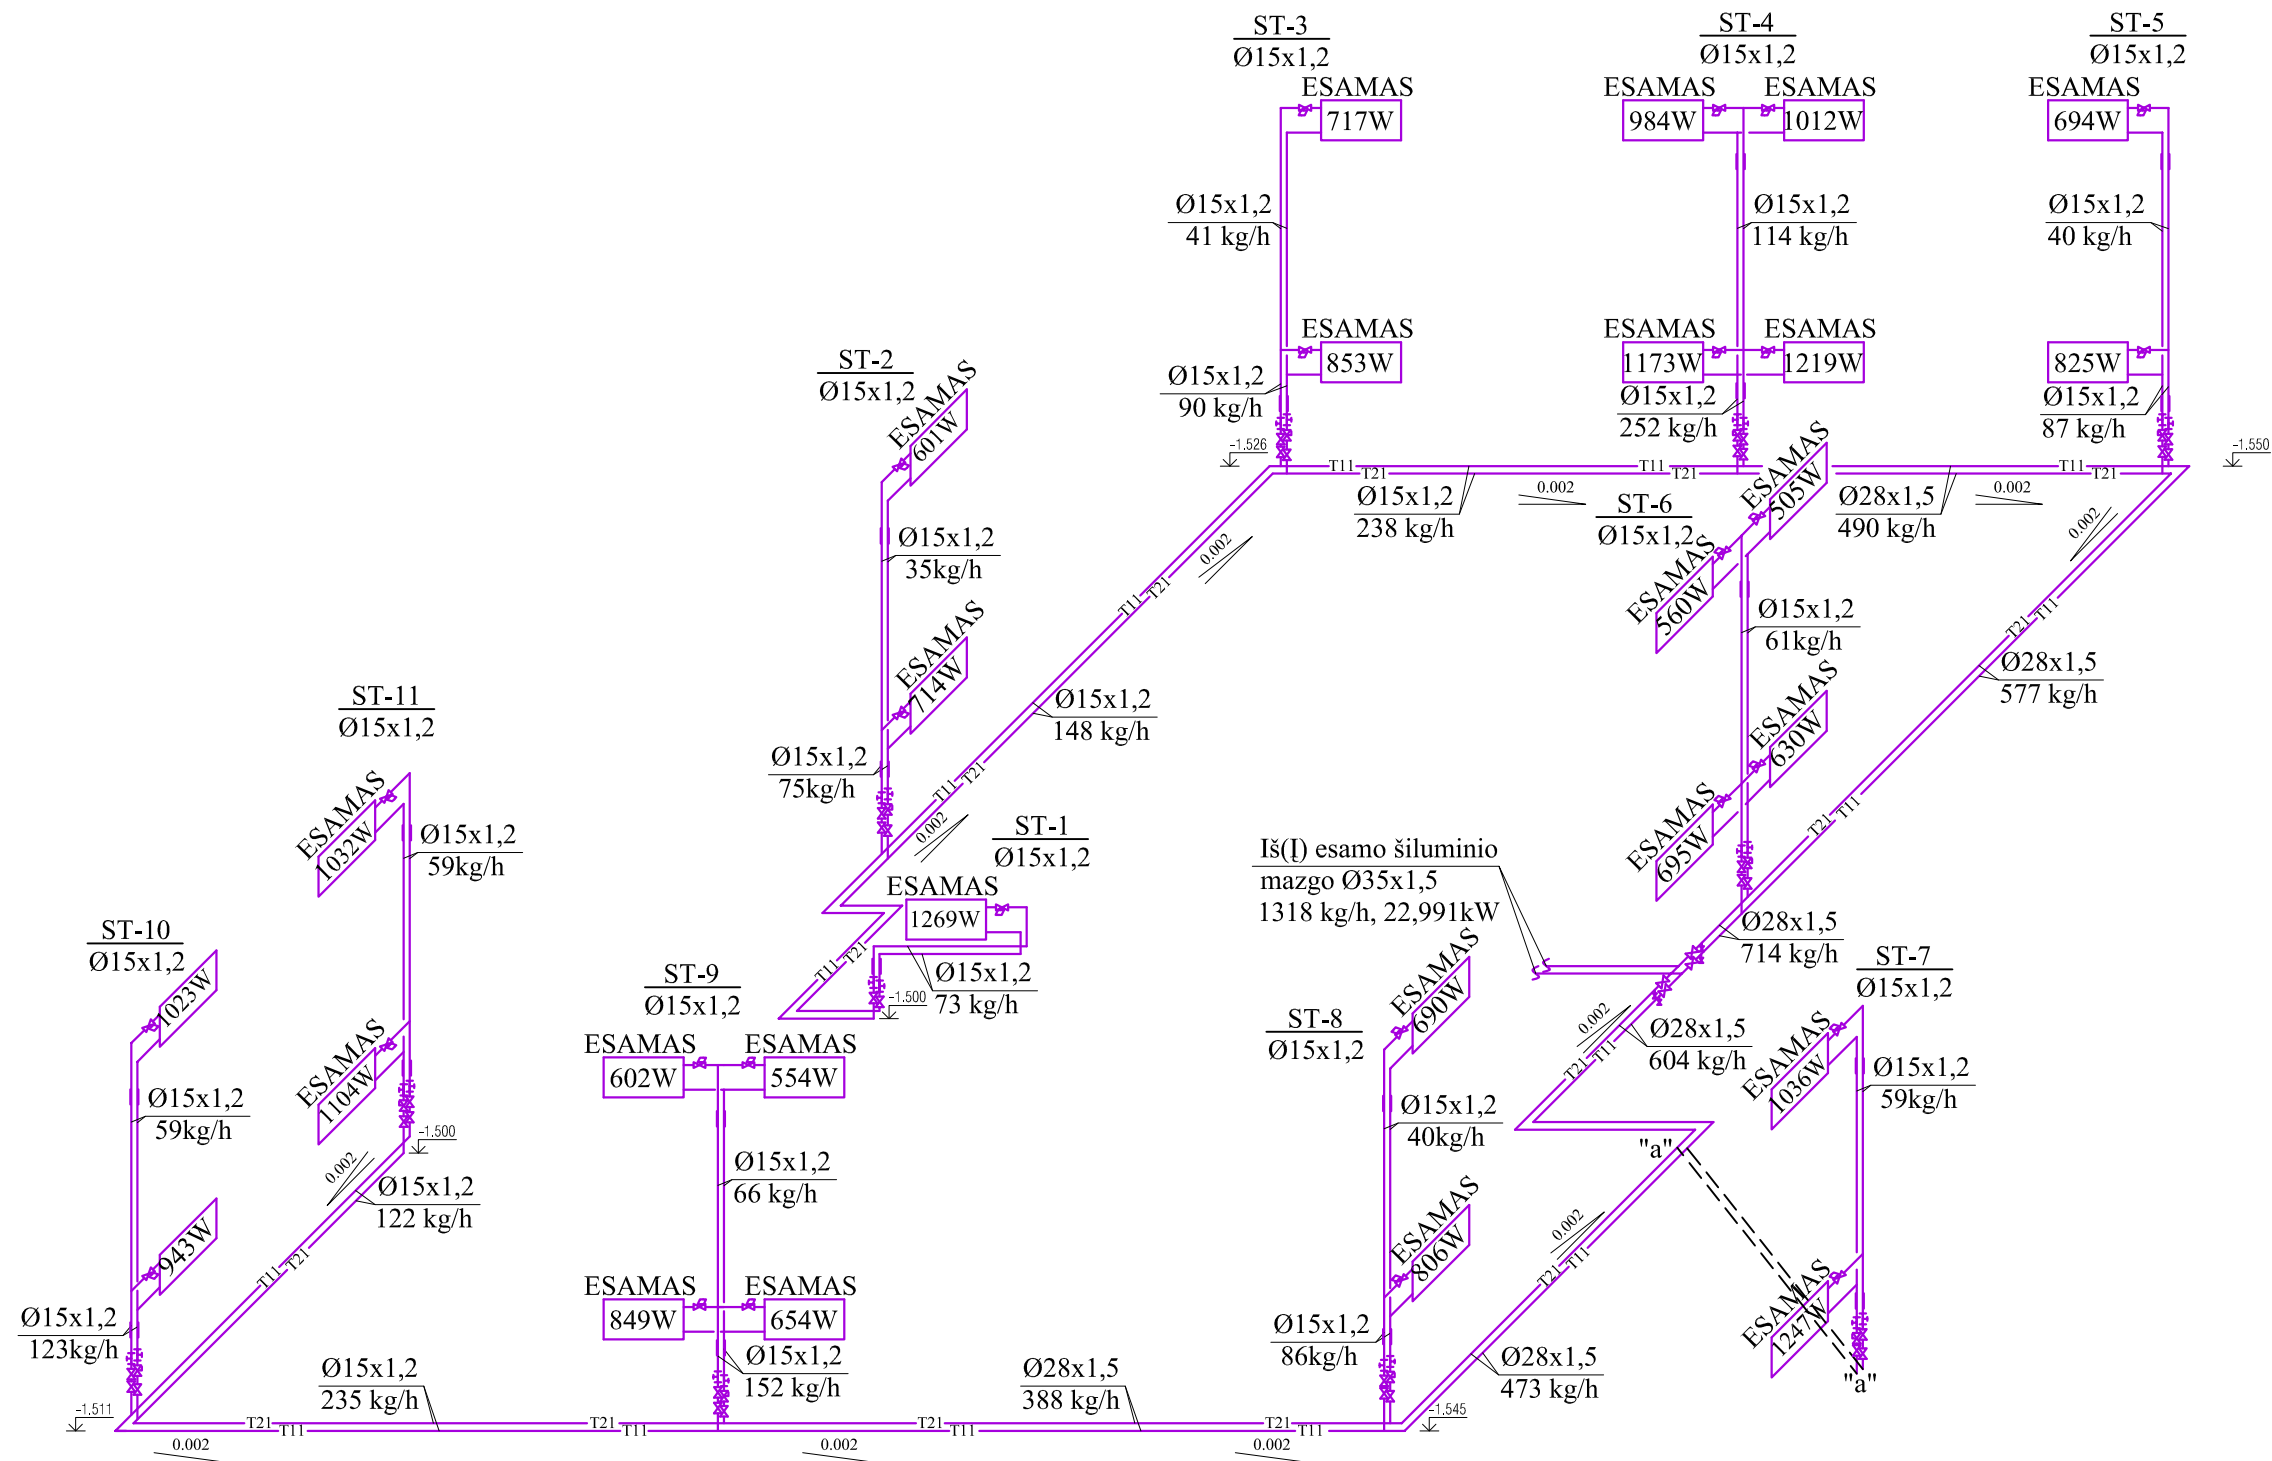 ST-3
Ø15x1,2
ESAMAS
717W
Ø15x1,2
41 kg/h
ESAMAS
853W
Ø15x1,2
90 kg/h
-1.526
ST-4
Ø15x1,2
ESAMAS
984W
ESAMAS
1012W
Ø15x1,2
114 kg/h
ESAMAS
1173W
ESAMAS
1219W
Ø15x1,2
252 kg/h
ST-5
Ø15x1,2
ESAMAS
694W
Ø15x1,2
40 kg/h
825W
Ø15x1,2
87 kg/h
-1.550
T11
T21
T11
T21
T11
T21
Ø15x1,2
238 kg/h
0.002
Ø28x1,5
490 kg/h
0.002
0.002
ST-2
Ø15x1,2
ESAMAS
601W
Ø15x1,2
35kg/h
ESAMAS
714W
Ø15x1,2
75kg/h
T11
T21
0.002
Ø15x1,2
148 kg/h
T11
T21
0.002
ST-6
Ø15x1,2
ESAMAS
505W
ESAMAS
560W
Ø15x1,2
61kg/h
ESAMAS
630W
ESAMAS
695W
T21
T11
Ø28x1,5
577 kg/h
T21
T11
ST-1
Ø15x1,2
ESAMAS
1269W
Ø15x1,2
73 kg/h
-1.500
T11
T21
Iš(Į) esamo šiluminio
mazgo Ø35x1,5
1318 kg/h, 22,991kW
Ø28x1,5
714 kg/h
ST-11
Ø15x1,2
ESAMAS
1032W
Ø15x1,2
59kg/h
ESAMAS
1104W
-1.500
0.002
Ø15x1,2
122 kg/h
T11
T21
ST-10
Ø15x1,2
1023W
Ø15x1,2
59kg/h
943W
Ø15x1,2
123kg/h
-1.511
ST-9
Ø15x1,2
ESAMAS
602W
ESAMAS
554W
Ø15x1,2
66 kg/h
ESAMAS
849W
ESAMAS
654W
Ø15x1,2
152 kg/h
ST-8
Ø15x1,2
ESAMAS
690W
Ø15x1,2
40kg/h
ESAMAS
806W
Ø15x1,2
86kg/h
-1.545
ST-7
Ø15x1,2
ESAMAS
1036W
Ø15x1,2
59kg/h
ESAMAS
1247W
"a"
"a"
0.002
Ø28x1,5
604 kg/h
T21
T11
0.002
T21
T11
Ø28x1,5
473 kg/h
Ø15x1,2
235 kg/h
Ø28x1,5
388 kg/h
T21
T11
T21
T11
T21
T11
T21
T11
0.002
0.002
0.002